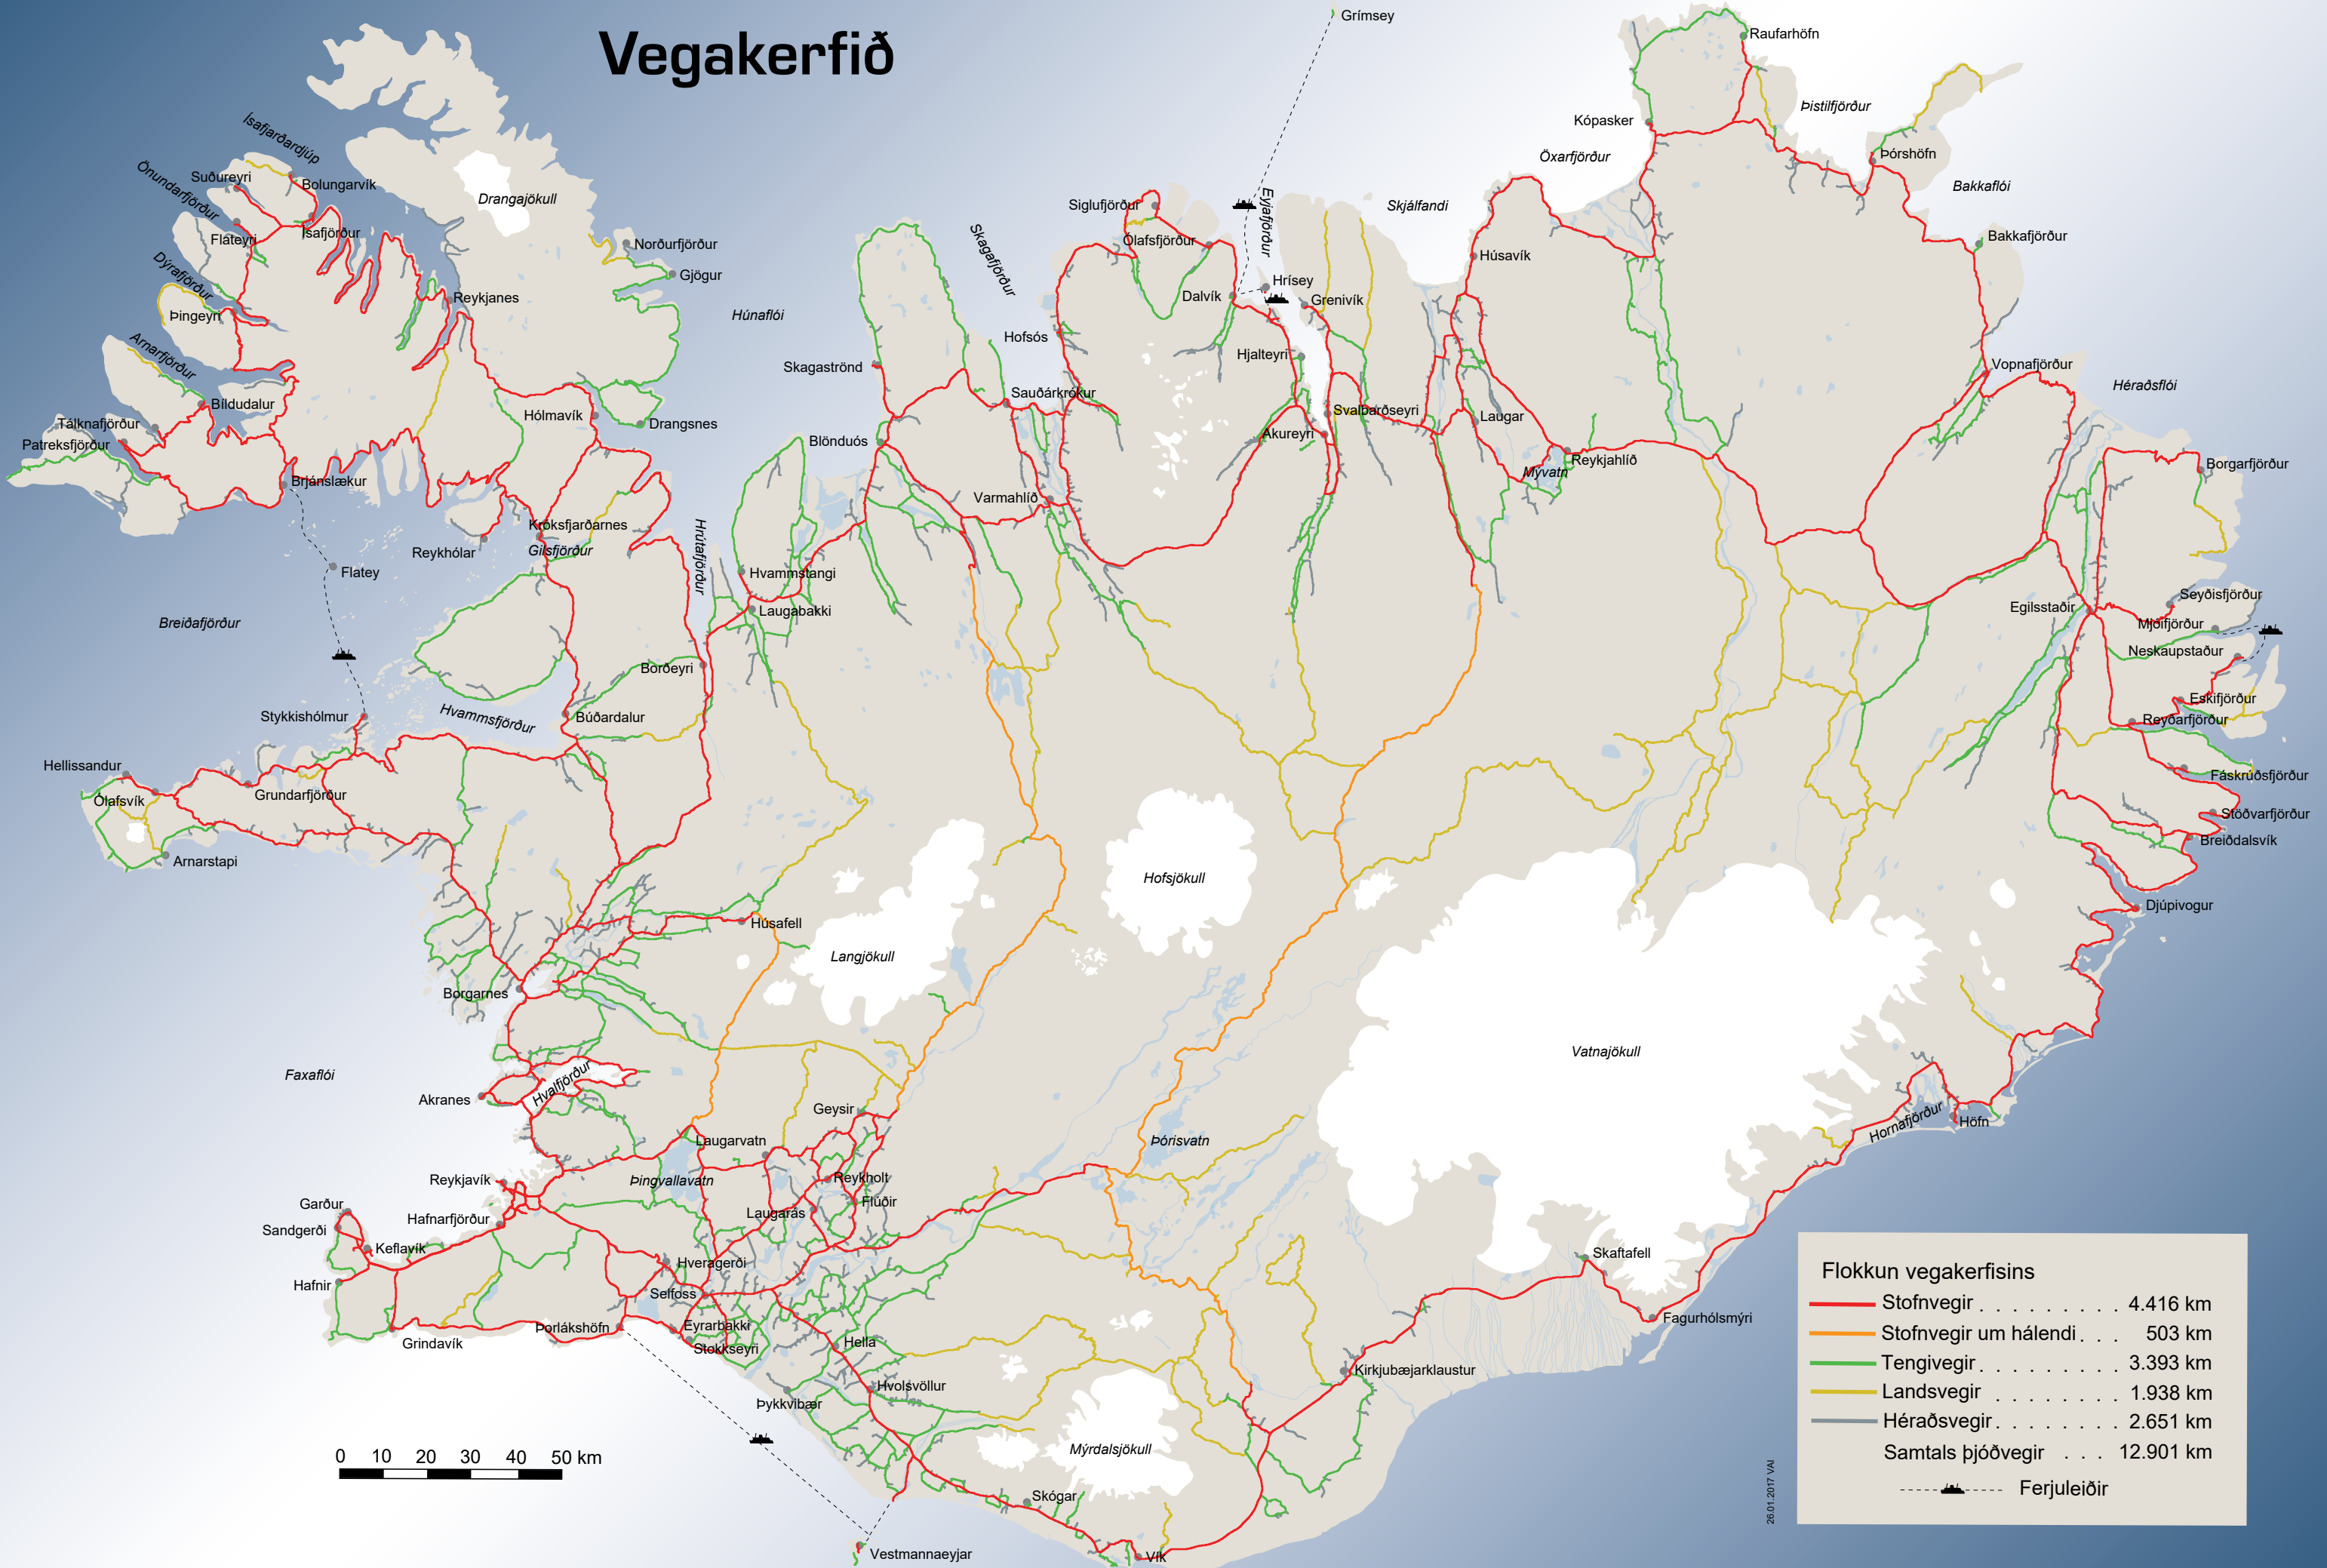 Vegakerfið
Grímsey
Raufarhöfn
Þistilfjörður
Kópasker
Öxarfjörður
Þórshöfn
Bakkaflói
Bakkafjörður
Ísafjarðardjúp
Önundarfjörður
Suðureyri
Bolungarvík
Drangajökull
Flateyri
Ísafjörður
Norðurfjörður
Gjögur
Dýrafjörður
Þingeyri
Reykjanes
Húnaflói
Arnarfjörður
Bíldudalur
Tálknafjörður
Patreksfjörður
Hólmavík
Drangsnes
Brjánslækur
Króksfjarðarnes
Gilsfjörður
Reykhólar
Flatey
Breiðafjörður
Siglufjörður
Ólafsfjörður
Skagafjörður
Eyjafjörður
Skjálfandi
Dalvík
Hrísey
Grenivík
Húsavík
Hofsós
Hjalteyri
Skagaströnd
Sauðárkrókur
Svalbarðseyri
Akureyri
Laugar
Blönduós
Varmahlíð
Mývatn
Reykjahlíð
Vopnafjörður
Héraðsflói
Borgarfjörður
Hrútafjörður
Hvammstangi
Laugabakki
Borðeyri
Egilsstaðir
Seyðisfjörður
Mjóifjörður
Neskaupstaður
Eskifjörður
Reyðarfjörður
Fáskrúðsfjörður
Stöðvarfjörður
Breiðdalsvík
Djúpivogur
Stykkishólmur
Hvammsfjörður
Búðardalur
Hellissandur
Ólafsvík
Grundarfjörður
Arnarstapi
Húsafell
Langjökull
Hofsjökull
Borgarnes
Faxaflói
Akranes
Hvalfjörður
Geysir
Vatnajökull
Laugarvatn
Þórisvatn
Hornafjörður
Höfn
Reykjavík
Þingvallavatn
Reykholt
Flúðir
Garður
Sandgerði
Hafnarfjörður
Laugarás
Keflavík
Hafnir
Hveragerði
Selfoss
Skaftafell
Fagurhólsmýri
Þorlákshöfn
Eyrarbakki
Stokkseyri
Grindavík
Hella
Hvolsvöllur
Þykkvibær
Kirkjubæjarklaustur
Mýrdalsjökull
Skógar
Vík
Vestmannaeyjar
0 10 20 30 40 50 km
26.01.2017 VAI
Flokkun vegakerfisins
Stofnvegir . . . . . . . . . 4.416 km
Stofnvegir um hálendi . . . 503 km
Tengivegir . . . . . . . . . 3.393 km
Landsvegir . . . . . . . . 1.938 km
Héraðsvegir . . . . . . . . 2.651 km
Samtals þjóðvegir . . . 12.901 km
Ferjuleiðir